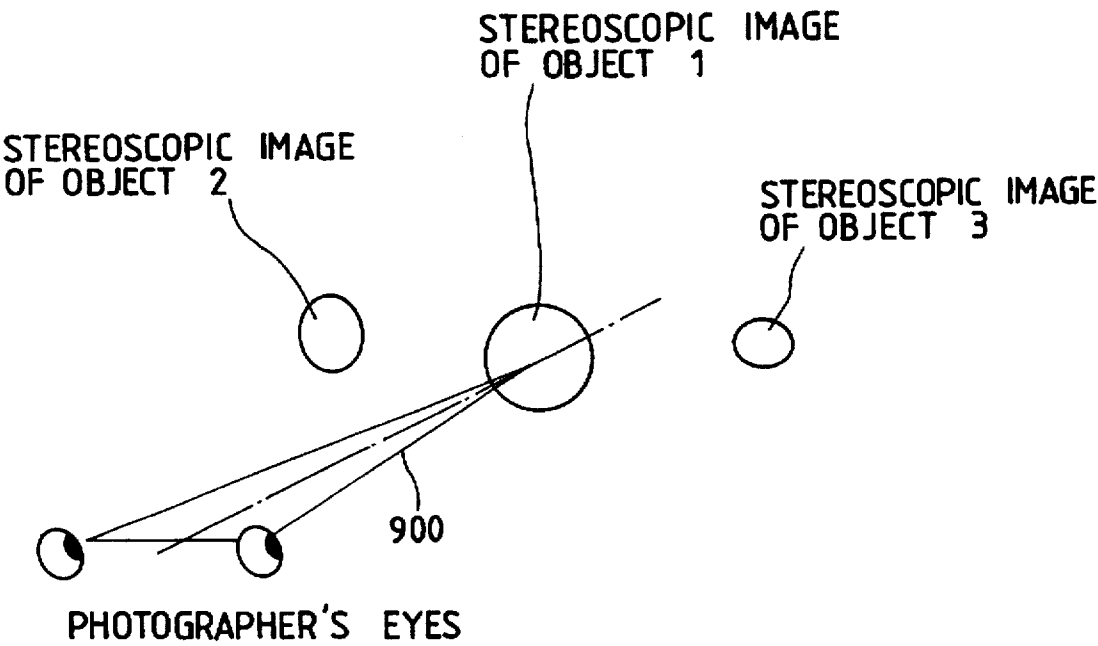 STEREOSCOPIC IMAGE
OF OBJECT 1
STEREOSCOPIC IMAGE
OF OBJECT 2
STEREOSCOPIC IMAGE
OF OBJECT 3
900
PHOTOGRAPHER'S EYES